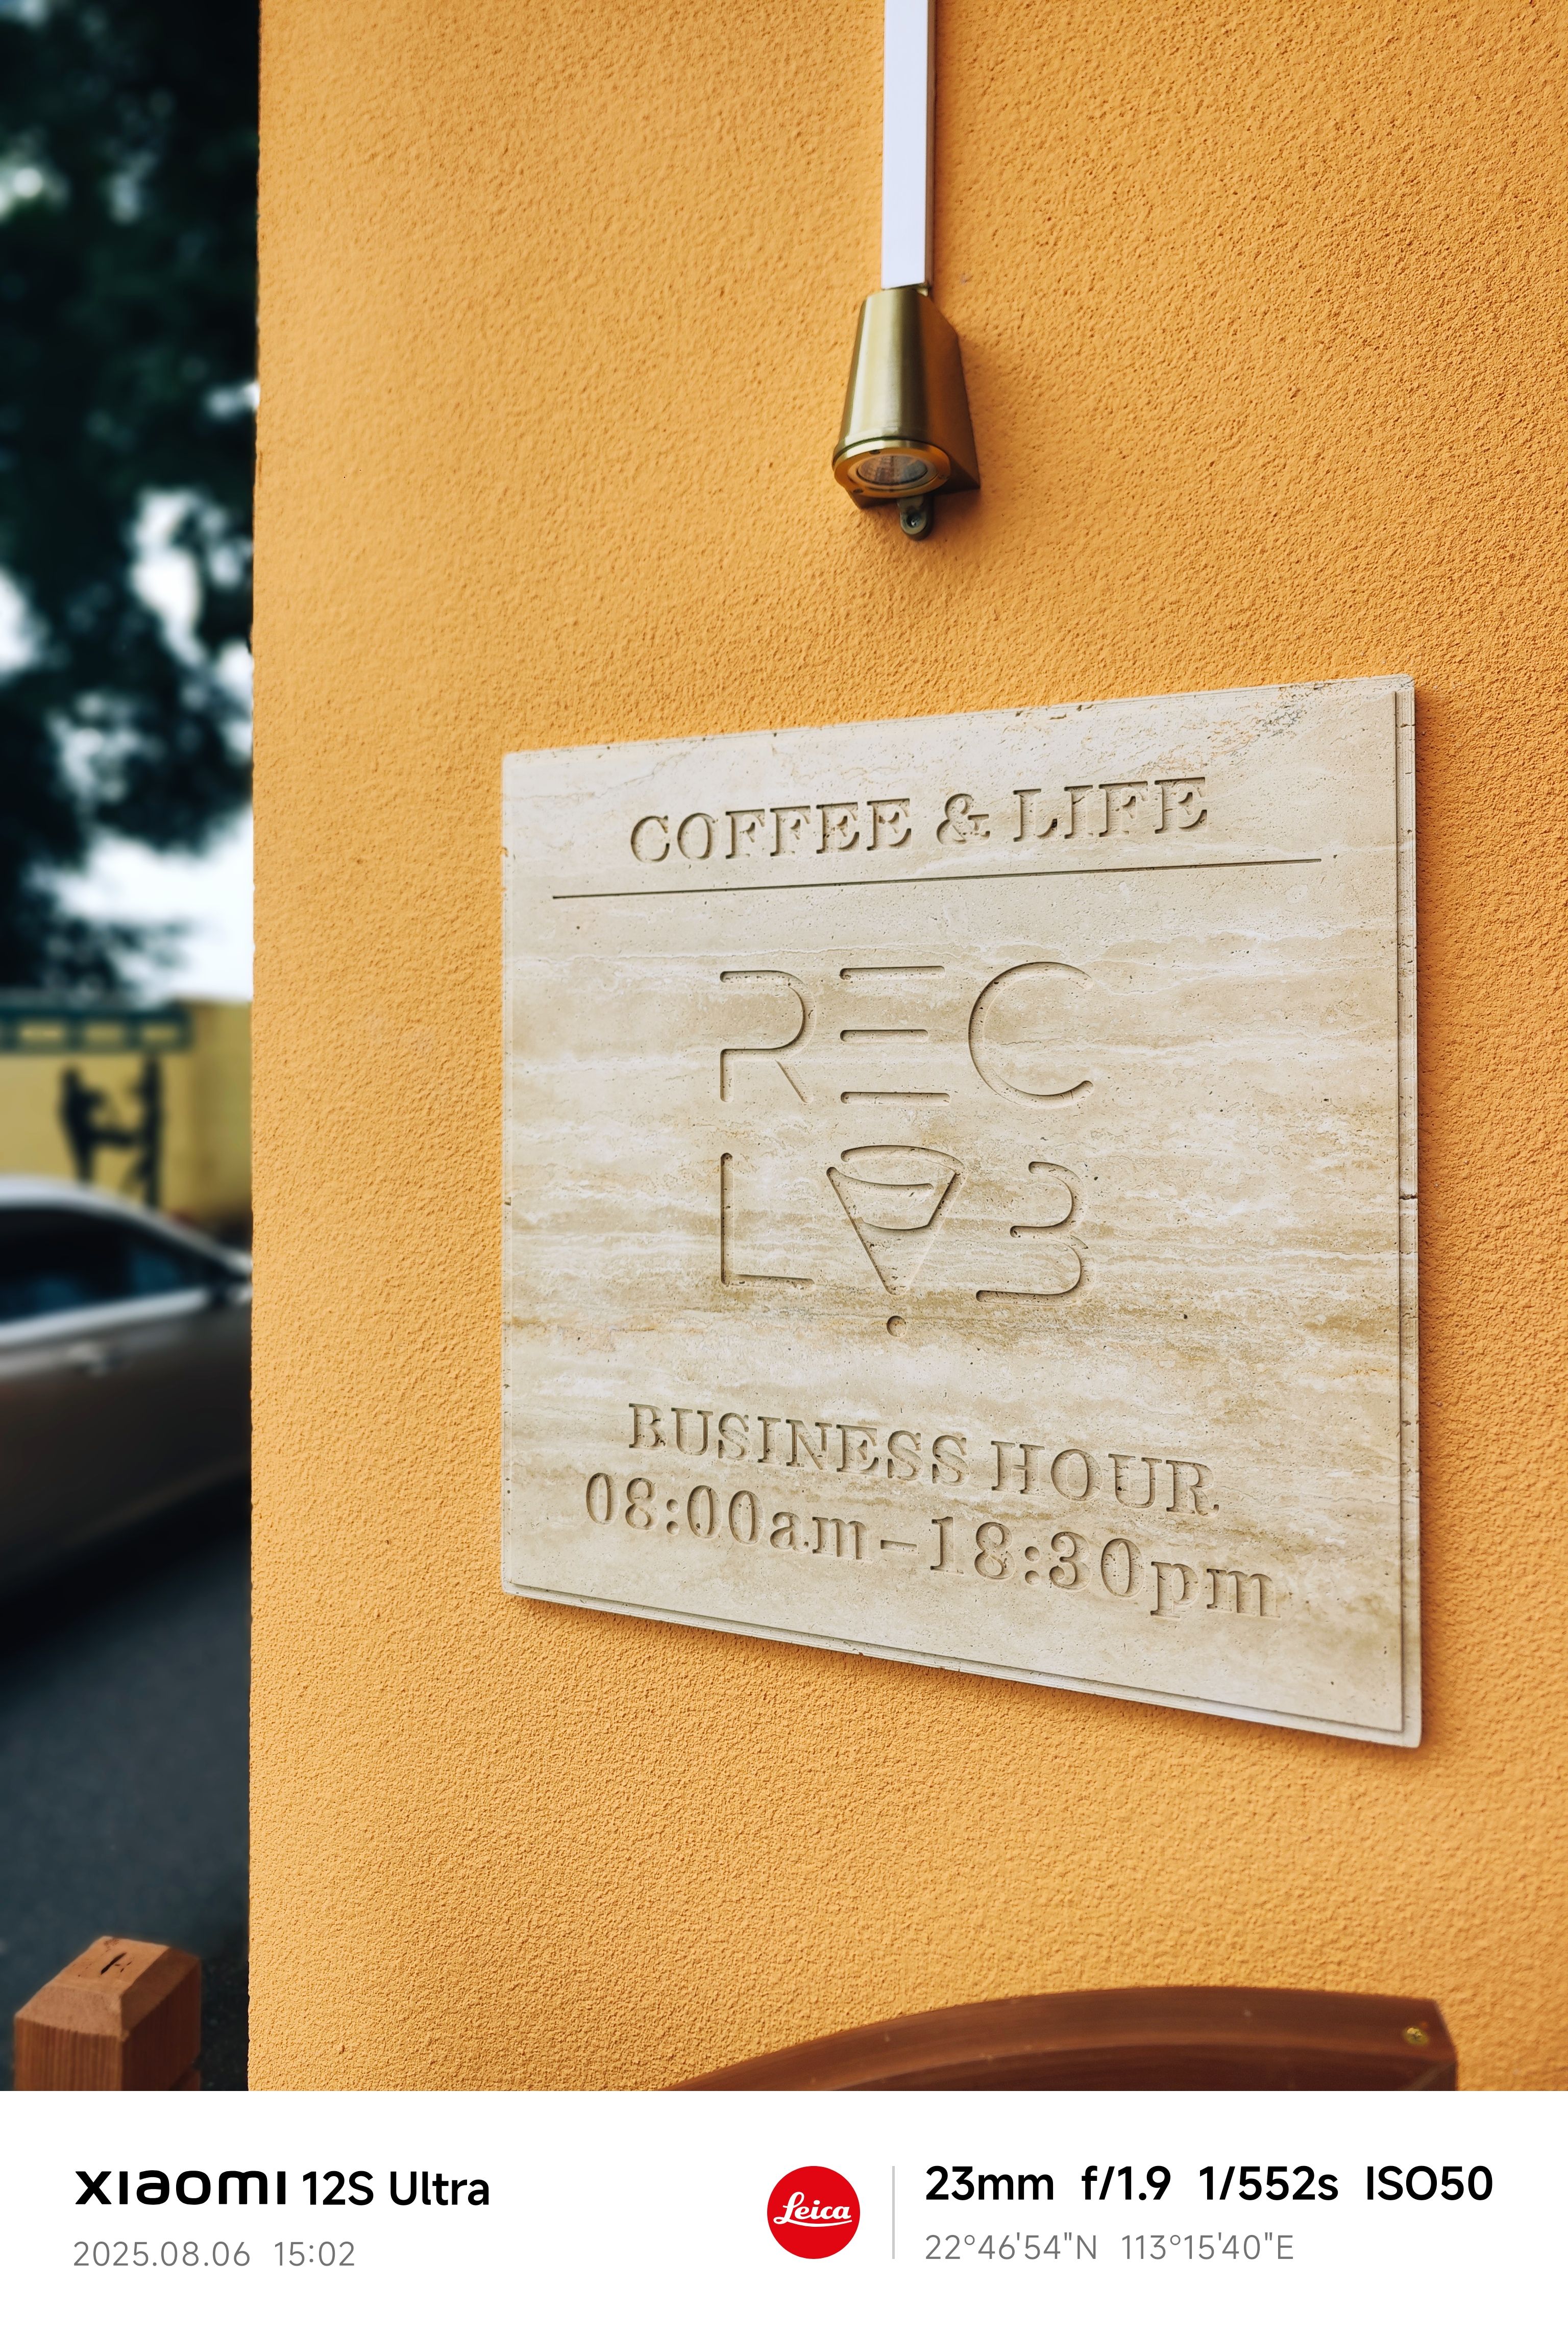 COFFEE & LIFE
REC
LAB
BUSINESS HOUR
08:00am-18:30pm
xiaomi 12S Ultra
2025.08.06 15:02
Leica
23mm f/1.9 1/552s ISO50
22°46'54"N 113°15'40"E